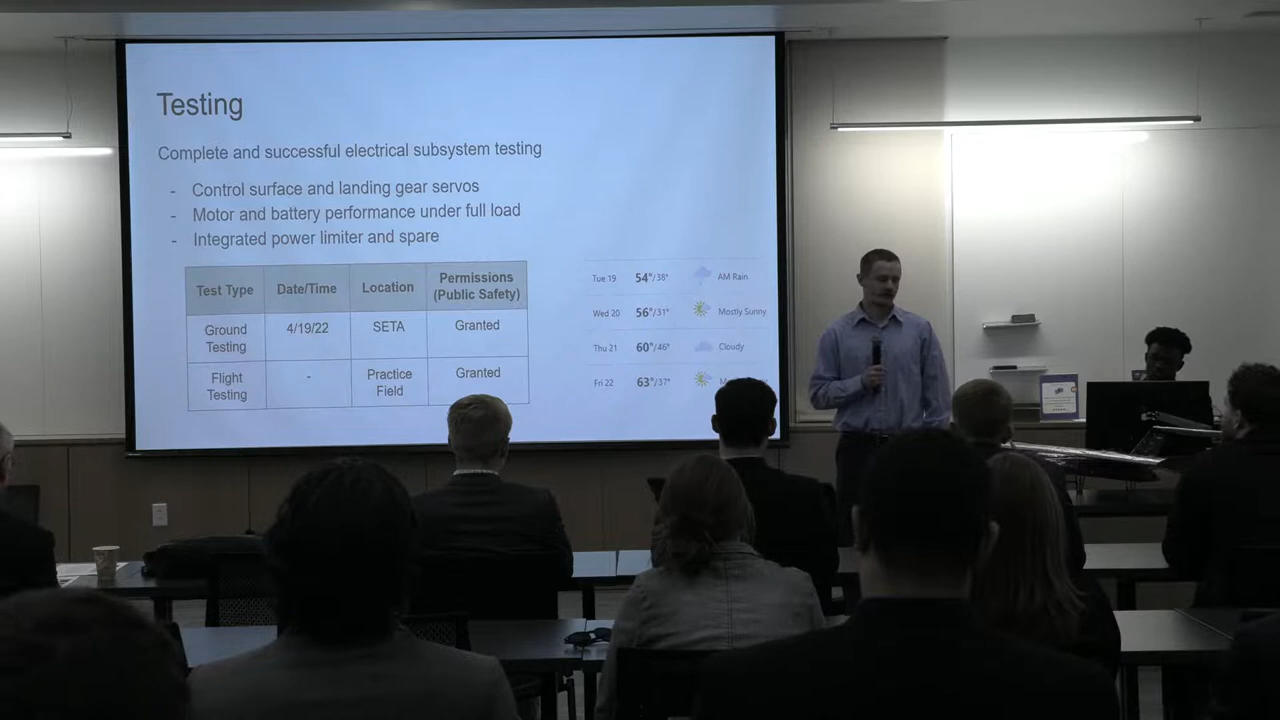 Testing
Complete and successful electrical subsystem testing
- Control surface and landing gear servos
- Motor and battery performance under full load
- Integrated power limiter and spare
Test Type Date/Time Location Permissions (Public Safety)
Ground Testing 4/19/22 SETA Granted
Flight Testing - Practice Field Granted
Tue 19 54°/38° AM Rain
Wed 20 56°/31° Mostly Sunny
Thu 21 60°/46° Cloudy
Fri 22 63°/37°